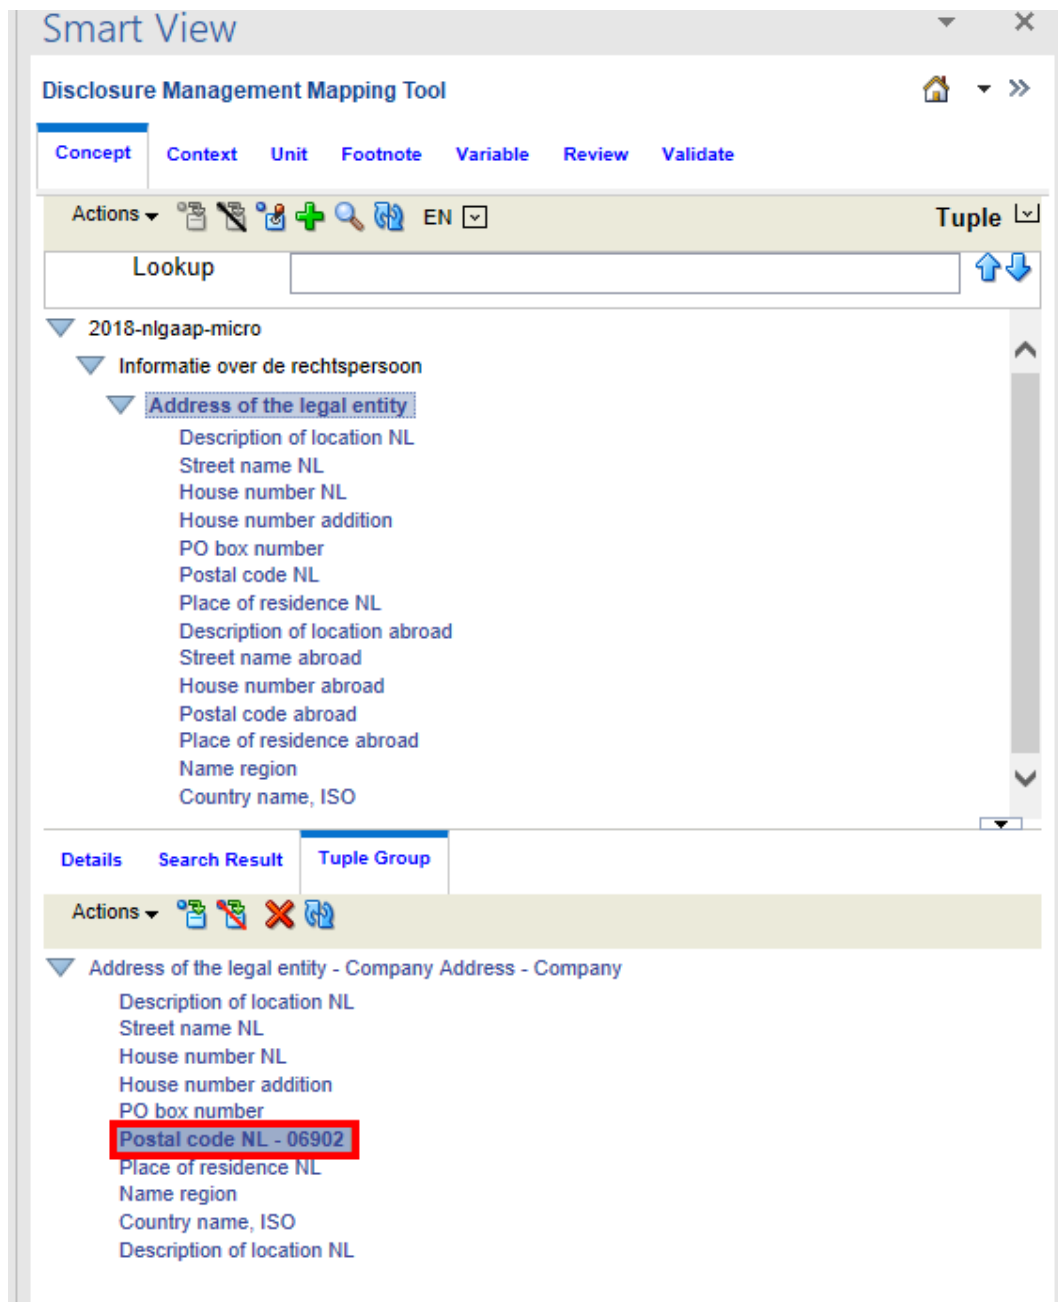 Smart View
Disclosure Management Mapping Tool
Concept Context Unit Footnote Variable Review Validate
Actions EN Tuple
Lookup
2018-nlgaap-micro
Informatie over de rechtspersoon
Address of the legal entity
Description of location NL
Street name NL
House number NL
House number addition
PO box number
Postal code NL
Place of residence NL
Description of location abroad
Street name abroad
House number abroad
Postal code abroad
Place of residence abroad
Name region
Country name, ISO
Details Search Result Tuple Group
Actions
Address of the legal entity - Company Address - Company
Description of location NL
Street name NL
House number NL
House number addition
PO box number
Postal code NL - 06902
Place of residence NL
Name region
Country name, ISO
Description of location NL